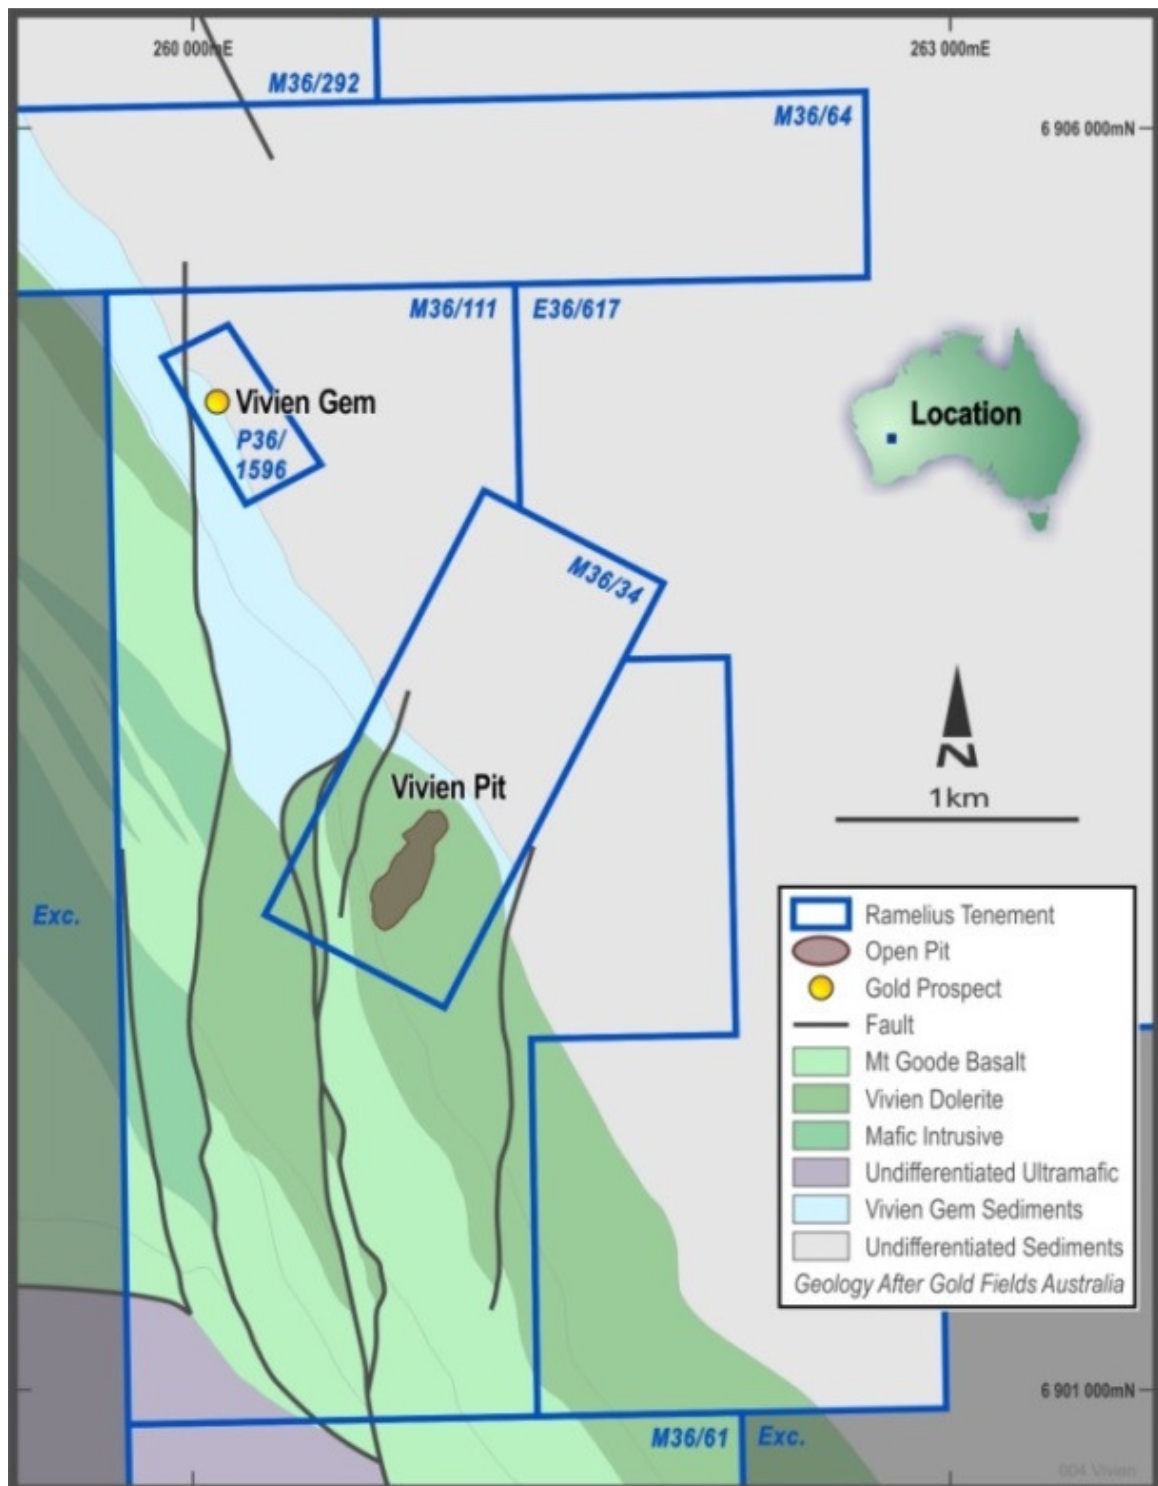 260 000mE
263 000mE
M36/292
M36/64
6 906 000mN
M36/111
E36/617
Vivien Gem
P36/
1596
Location
M36/34
N
1km
Vivien Pit
Exc.
Ramelius Tenement
Open Pit
Gold Prospect
Fault
Mt Goode Basalt
Vivien Dolerite
Mafic Intrusive
Undifferentiated Ultramafic
Vivien Gem Sediments
Undifferentiated Sediments
Geology After Gold Fields Australia
6 901 000mN
M36/61
Exc.
004 Vivien